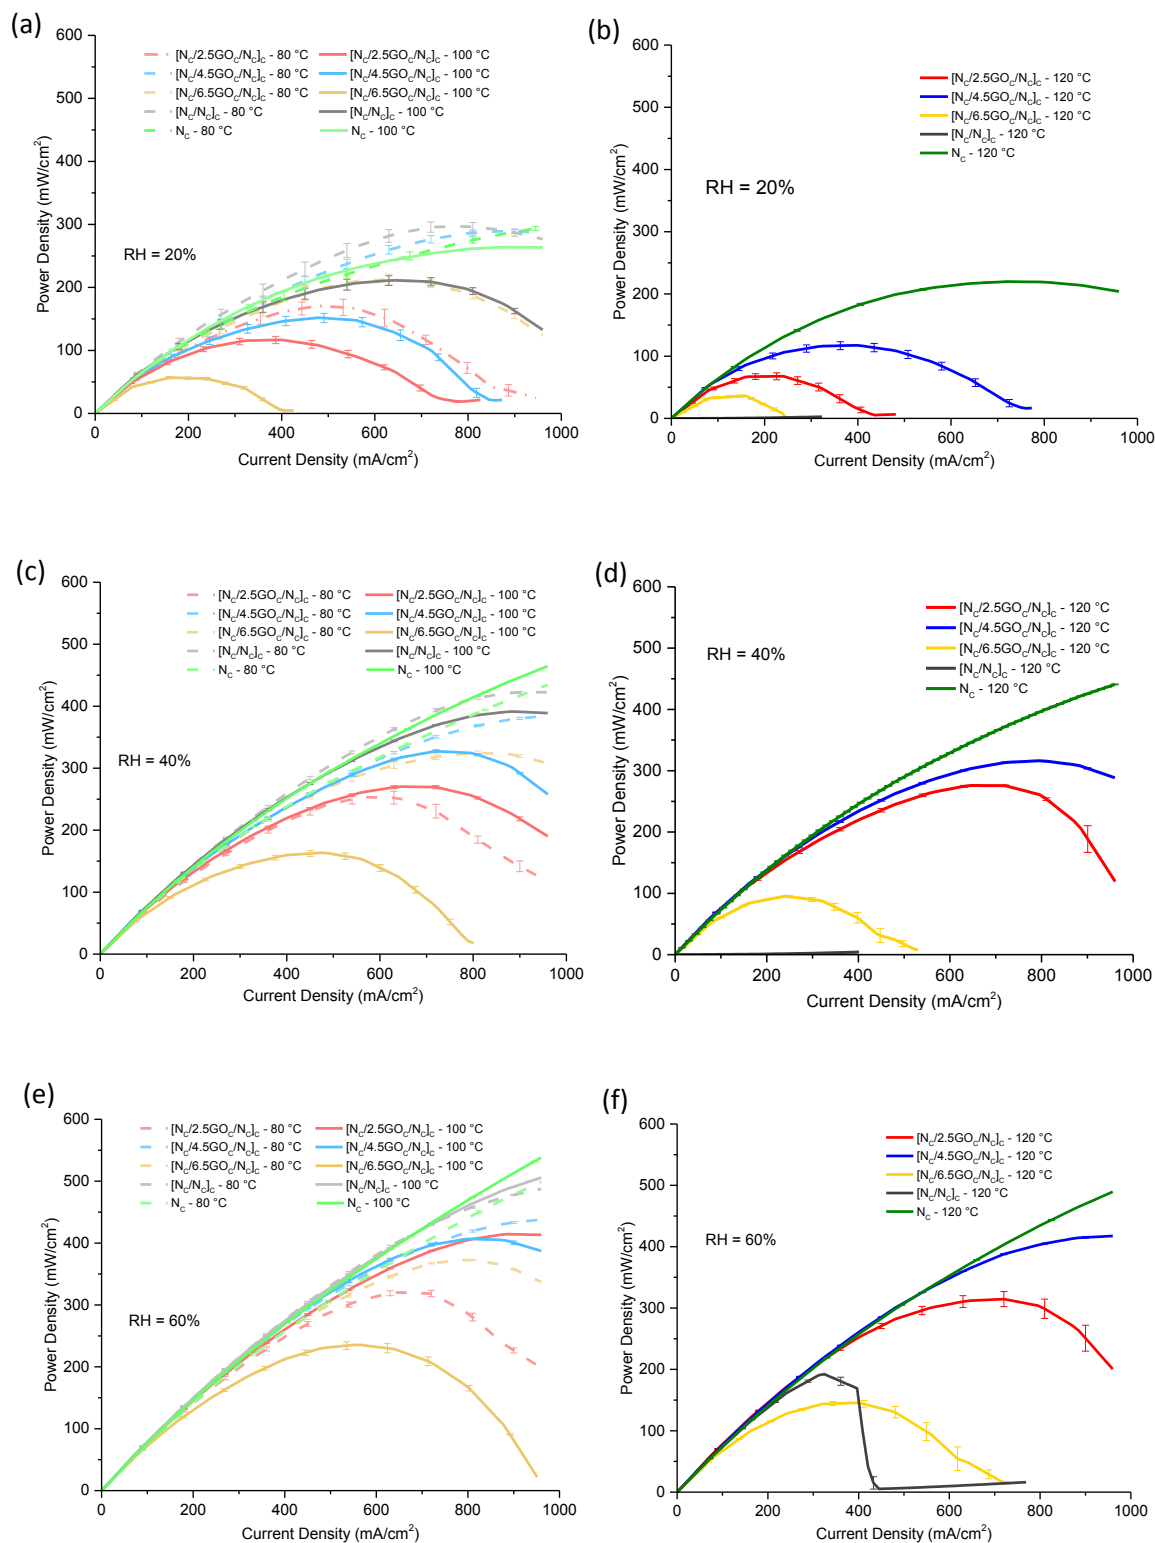 (a)
600
500
400
300
200
100
0
Power Density (mW/cm²)
[N_C/2.5GO_C/N_C]_C - 80 °C
[N_C/4.5GO_C/N_C]_C - 80 °C
[N_C/6.5GO_C/N_C]_C - 80 °C
[N_C/N_C]_C - 80 °C
N_C - 80 °C
[N_C/2.5GO_C/N_C]_C - 100 °C
[N_C/4.5GO_C/N_C]_C - 100 °C
[N_C/6.5GO_C/N_C]_C - 100 °C
[N_C/N_C]_C - 100 °C
N_C - 100 °C
RH = 20%
0 200 400 600 800 1000
Current Density (mA/cm²)
(b)
600
500
400
300
200
100
0
Power Density (mW/cm²)
[N_C/2.5GO_C/N_C]_C - 120 °C
[N_C/4.5GO_C/N_C]_C - 120 °C
[N_C/6.5GO_C/N_C]_C - 120 °C
[N_C/N_C]_C - 120 °C
N_C - 120 °C
RH = 20%
0 200 400 600 800 1000
Current Density (mA/cm²)
(c)
600
500
400
300
200
100
0
Power Density (mW/cm²)
[N_C/2.5GO_C/N_C]_C - 80 °C
[N_C/4.5GO_C/N_C]_C - 80 °C
[N_C/6.5GO_C/N_C]_C - 80 °C
[N_C/N_C]_C - 80 °C
N_C - 80 °C
[N_C/2.5GO_C/N_C]_C - 100 °C
[N_C/4.5GO_C/N_C]_C - 100 °C
[N_C/6.5GO_C/N_C]_C - 100 °C
[N_C/N_C]_C - 100 °C
N_C - 100 °C
RH = 40%
0 200 400 600 800 1000
Current Density (mA/cm²)
(d)
600
500
400
300
200
100
0
Power Density (mW/cm²)
[N_C/2.5GO_C/N_C]_C - 120 °C
[N_C/4.5GO_C/N_C]_C - 120 °C
[N_C/6.5GO_C/N_C]_C - 120 °C
[N_C/N_C]_C - 120 °C
N_C - 120 °C
RH = 40%
0 200 400 600 800 1000
Current Density (mA/cm²)
(e)
600
500
400
300
200
100
0
Power Density (mW/cm²)
[N_C/2.5GO_C/N_C]_C - 80 °C
[N_C/4.5GO_C/N_C]_C - 80 °C
[N_C/6.5GO_C/N_C]_C - 80 °C
[N_C/N_C]_C - 80 °C
N_C - 80 °C
[N_C/2.5GO_C/N_C]_C - 100 °C
[N_C/4.5GO_C/N_C]_C - 100 °C
[N_C/6.5GO_C/N_C]_C - 100 °C
[N_C/N_C]_C - 100 °C
N_C - 100 °C
RH = 60%
0 200 400 600 800 1000
Current Density (mA/cm²)
(f)
600
500
400
300
200
100
0
Power Density (mW/cm²)
[N_C/2.5GO_C/N_C]_C - 120 °C
[N_C/4.5GO_C/N_C]_C - 120 °C
[N_C/6.5GO_C/N_C]_C - 120 °C
[N_C/N_C]_C - 120 °C
N_C - 120 °C
RH = 60%
0 200 400 600 800 1000
Current Density (mA/cm²)